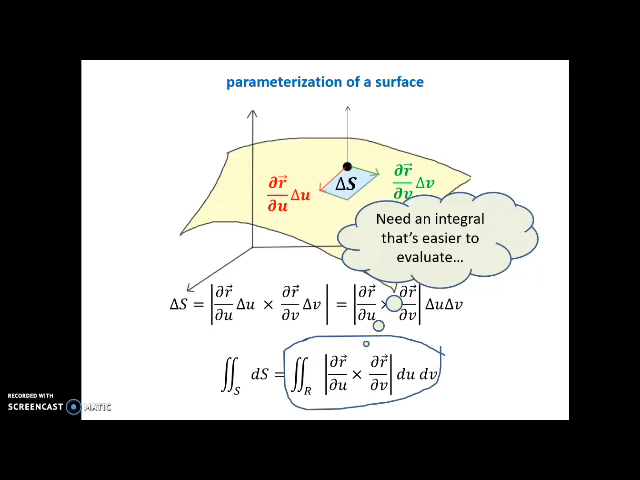 parameterization of a surface
∂r⃗/∂u Δu
ΔS
∂r⃗/∂v Δv
Need an integral
that's easier to
evaluate…
ΔS = |∂r⃗/∂u Δu × ∂r⃗/∂v Δv| = |∂r⃗/∂u × ∂r⃗/∂v| ΔuΔv
∬_S dS = ∬_R |∂r⃗/∂u × ∂r⃗/∂v| du dv
RECORDED WITH
SCREENCAST MATIC